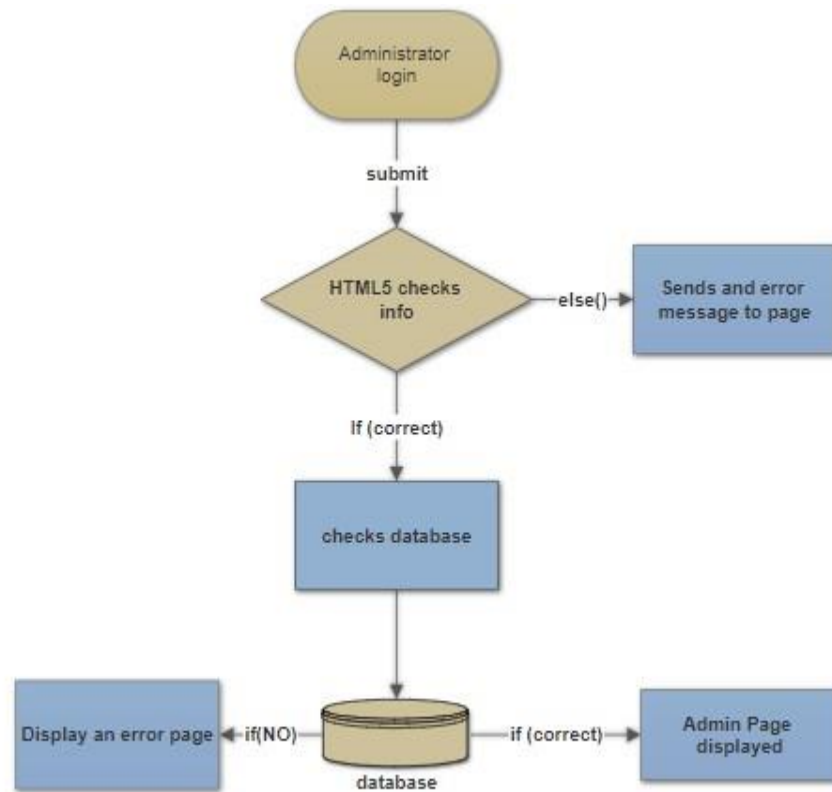 Administrator
login
submit
HTML5 checks
info
else()
Sends and error
message to page
If (correct)
checks database
Display an error page
if(NO)
if (correct)
Admin Page
displayed
database